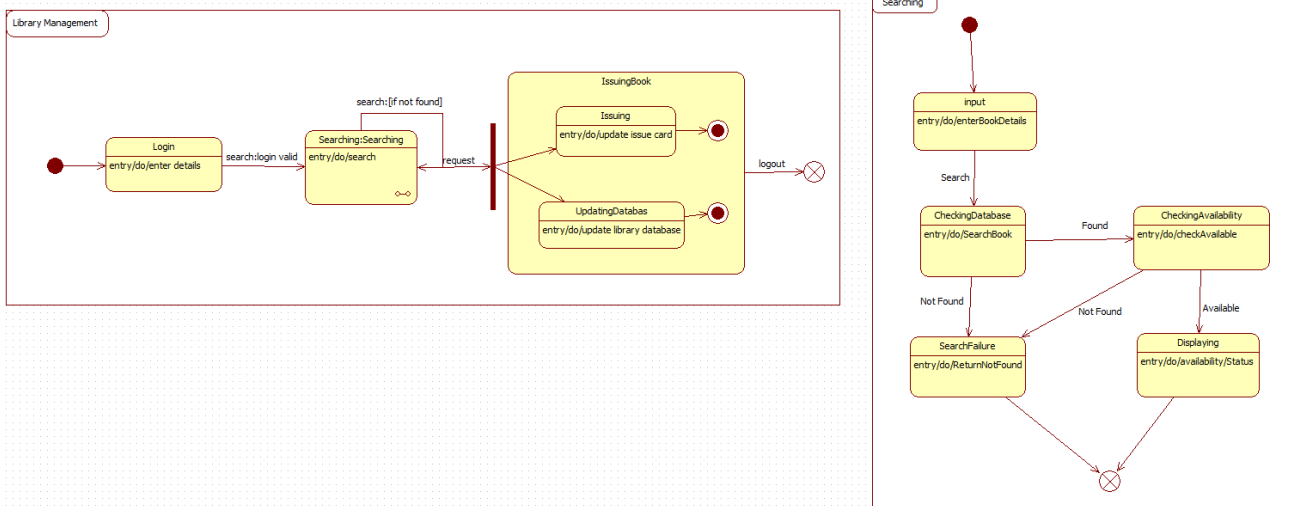 Library Management
Login
entry/do/enter details
search:login valid
search:[if not found]
Searching:Searching
entry/do/search
request
IssuingBook
Issuing
entry/do/update issue card
UpdatingDatabas
entry/do/update library database
logout
Searching
input
entry/do/enterBookDetails
Search
CheckingDatabase
entry/do/SearchBook
Found
CheckingAvailability
entry/do/checkAvailable
Not Found
Not Found
Available
SearchFailure
entry/do/ReturnNotFound
Displaying
entry/do/availability/Status